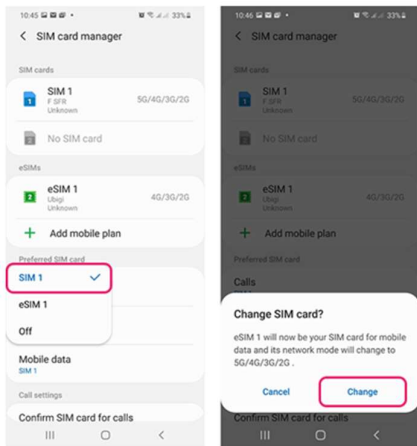 10:45
33%
SIM card manager
SIM cards
1
SIM 1
F SFR
Unknown
5G/4G/3G/2G
2
No SIM card
eSIMs
2
eSIM 1
Ubigi
Unknown
4G/3G/2G
Add mobile plan
Preferred SIM card
SIM 1
eSIM 1
Off
Mobile data
SIM 1
Call settings
Confirm SIM card for calls
10:46
33%
SIM card manager
SIM cards
1
SIM 1
F SFR
Unknown
5G/4G/3G/2G
2
No SIM card
eSIMs
2
eSIM 1
Ubigi
Unknown
4G/3G/2G
Add mobile plan
Preferred SIM card
Calls
Change SIM card?
eSIM 1 will now be your SIM card for mobile
data and its network mode will change to
5G/4G/3G/2G .
Cancel
Change
Confirm SIM card for calls